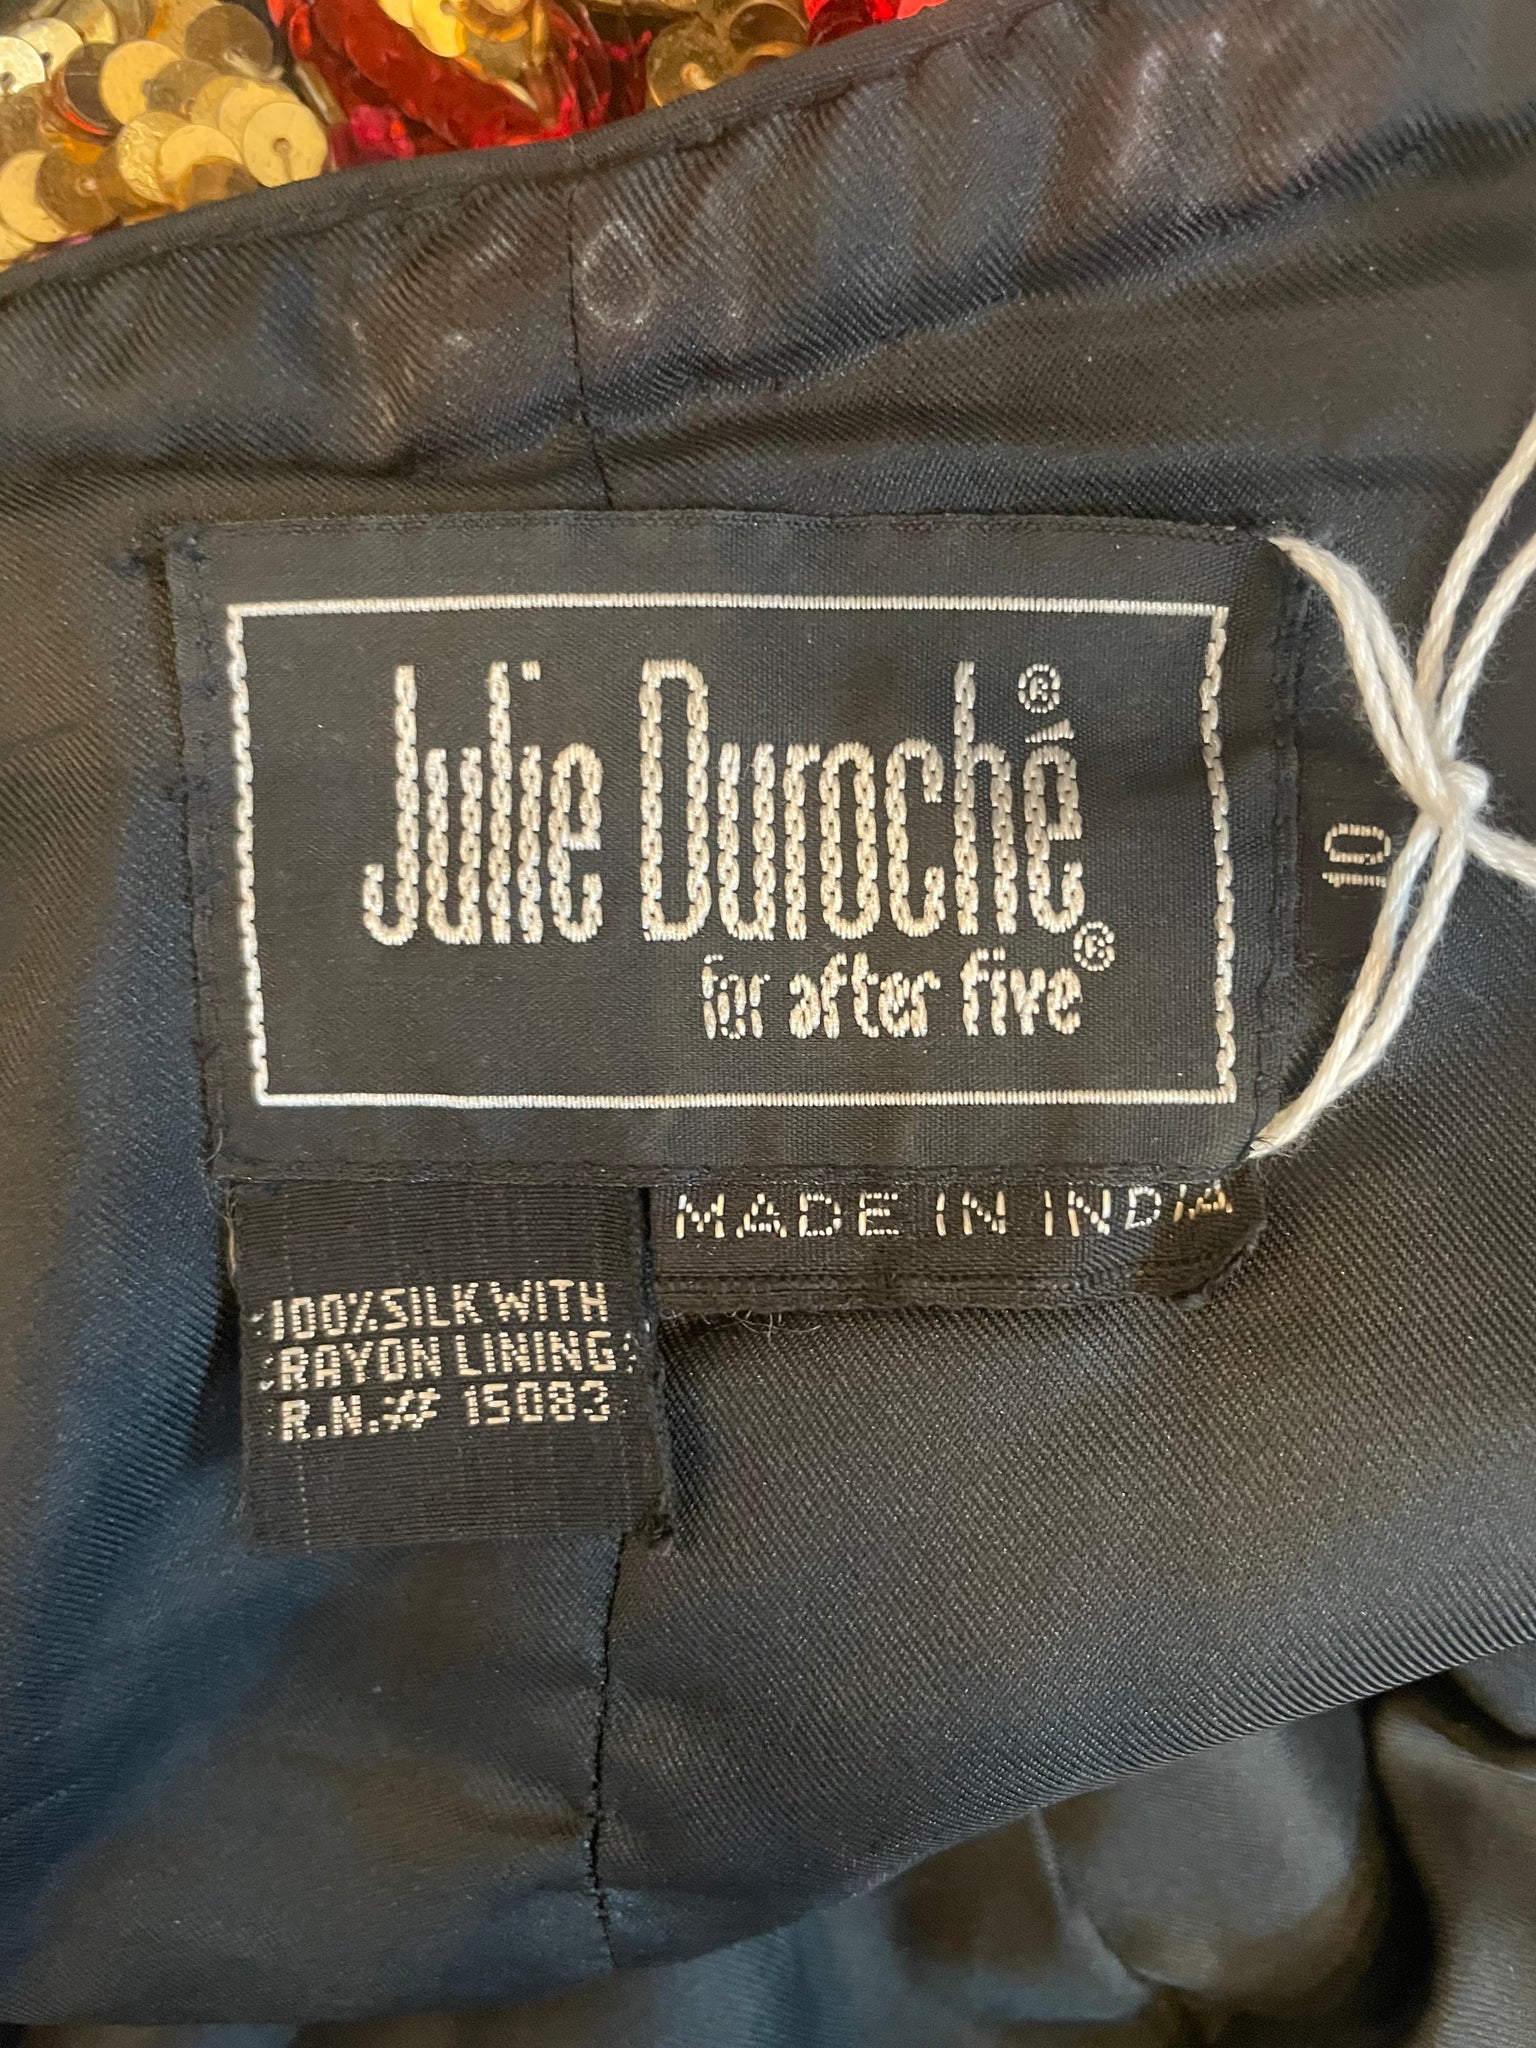 Julie Duroché®
for after five®
10
MADE IN INDIA
100% SILK WITH
RAYON LINING
R.N.# 15083